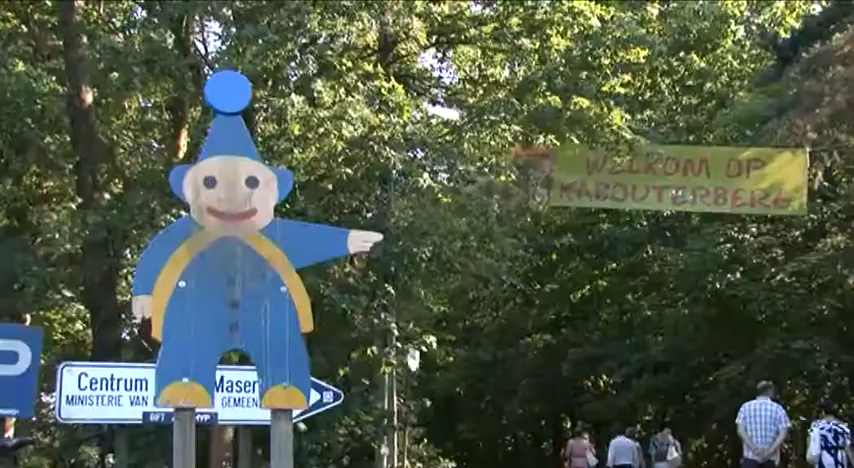 WELKOM OP
KABOUTERBERG
Centrum Maser
MINISTERIE VAN GEMEEN